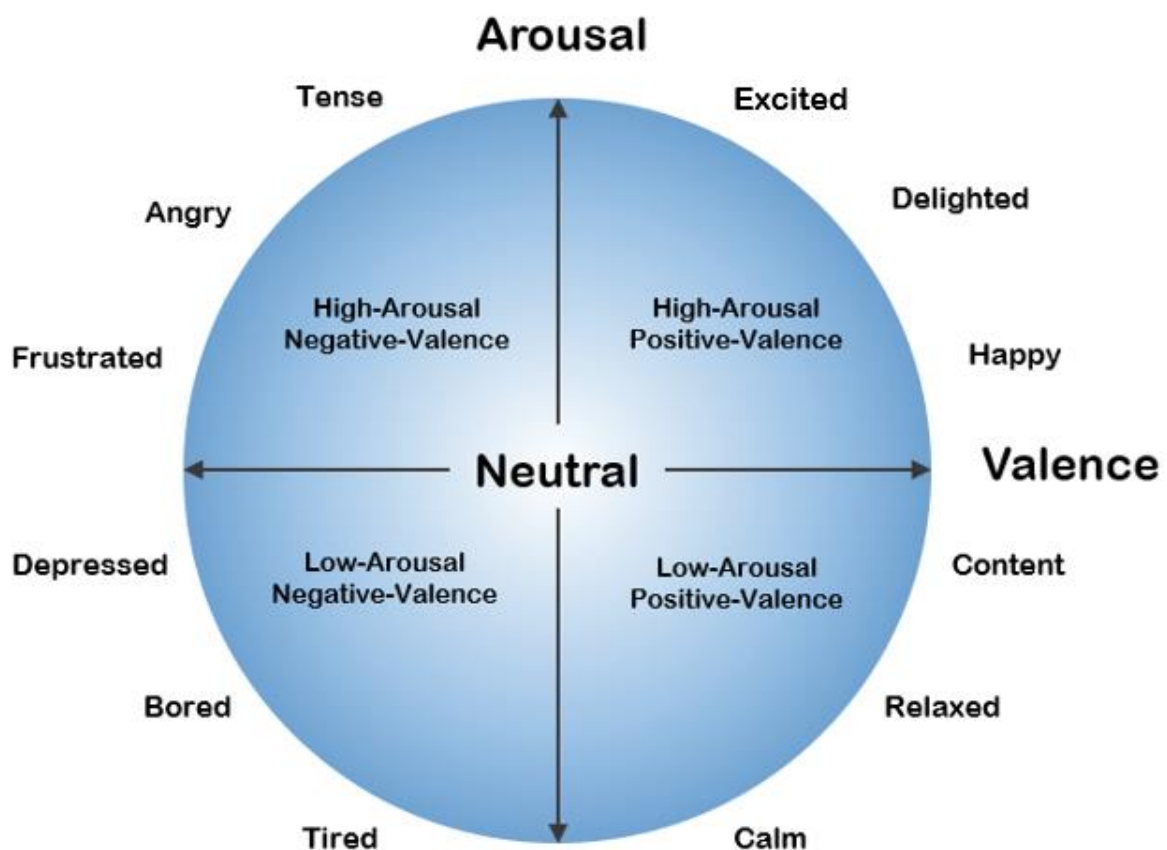 Arousal
Tense
Excited
Angry
Delighted
High-Arousal
Negative-Valence
High-Arousal
Positive-Valence
Frustrated
Happy
Neutral
Valence
Depressed
Low-Arousal
Negative-Valence
Low-Arousal
Positive-Valence
Content
Bored
Relaxed
Tired
Calm